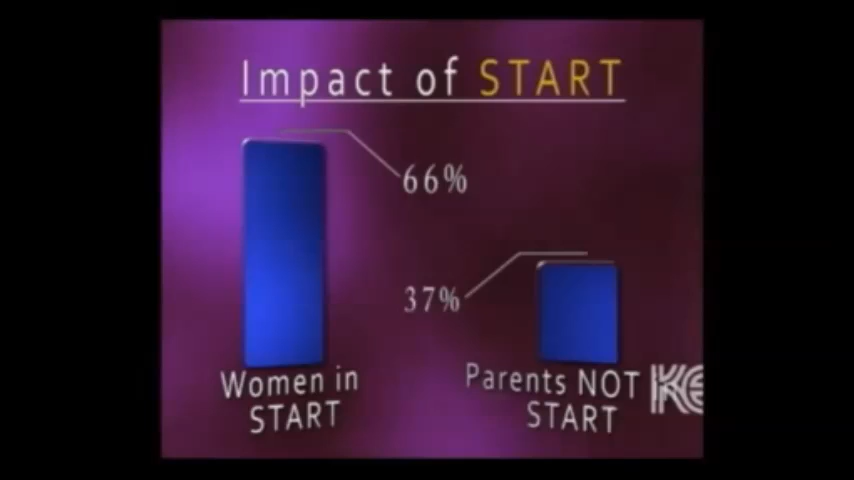 Impact of START
66%
37%
Women in
START
Parents NOT
START